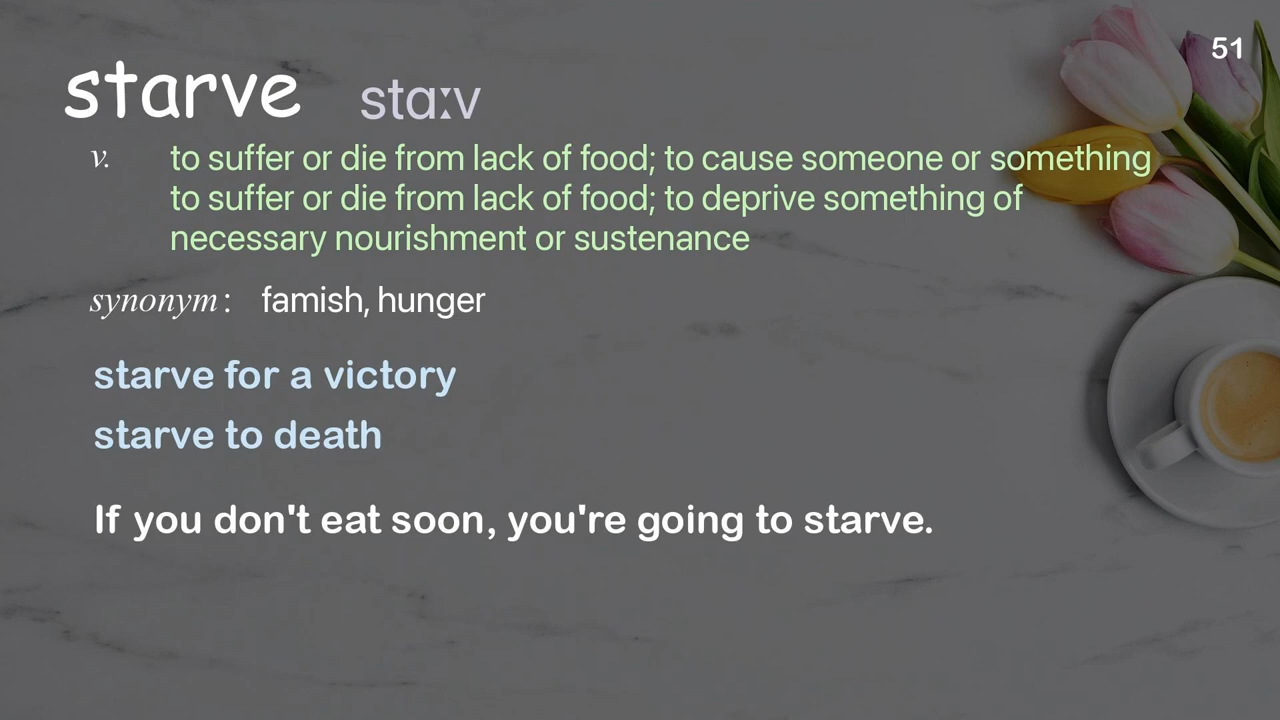 51
starve stɑːv
v. to suffer or die from lack of food; to cause someone or something
to suffer or die from lack of food; to deprive something of
necessary nourishment or sustenance
synonym: famish, hunger
starve for a victory
starve to death
If you don't eat soon, you're going to starve.